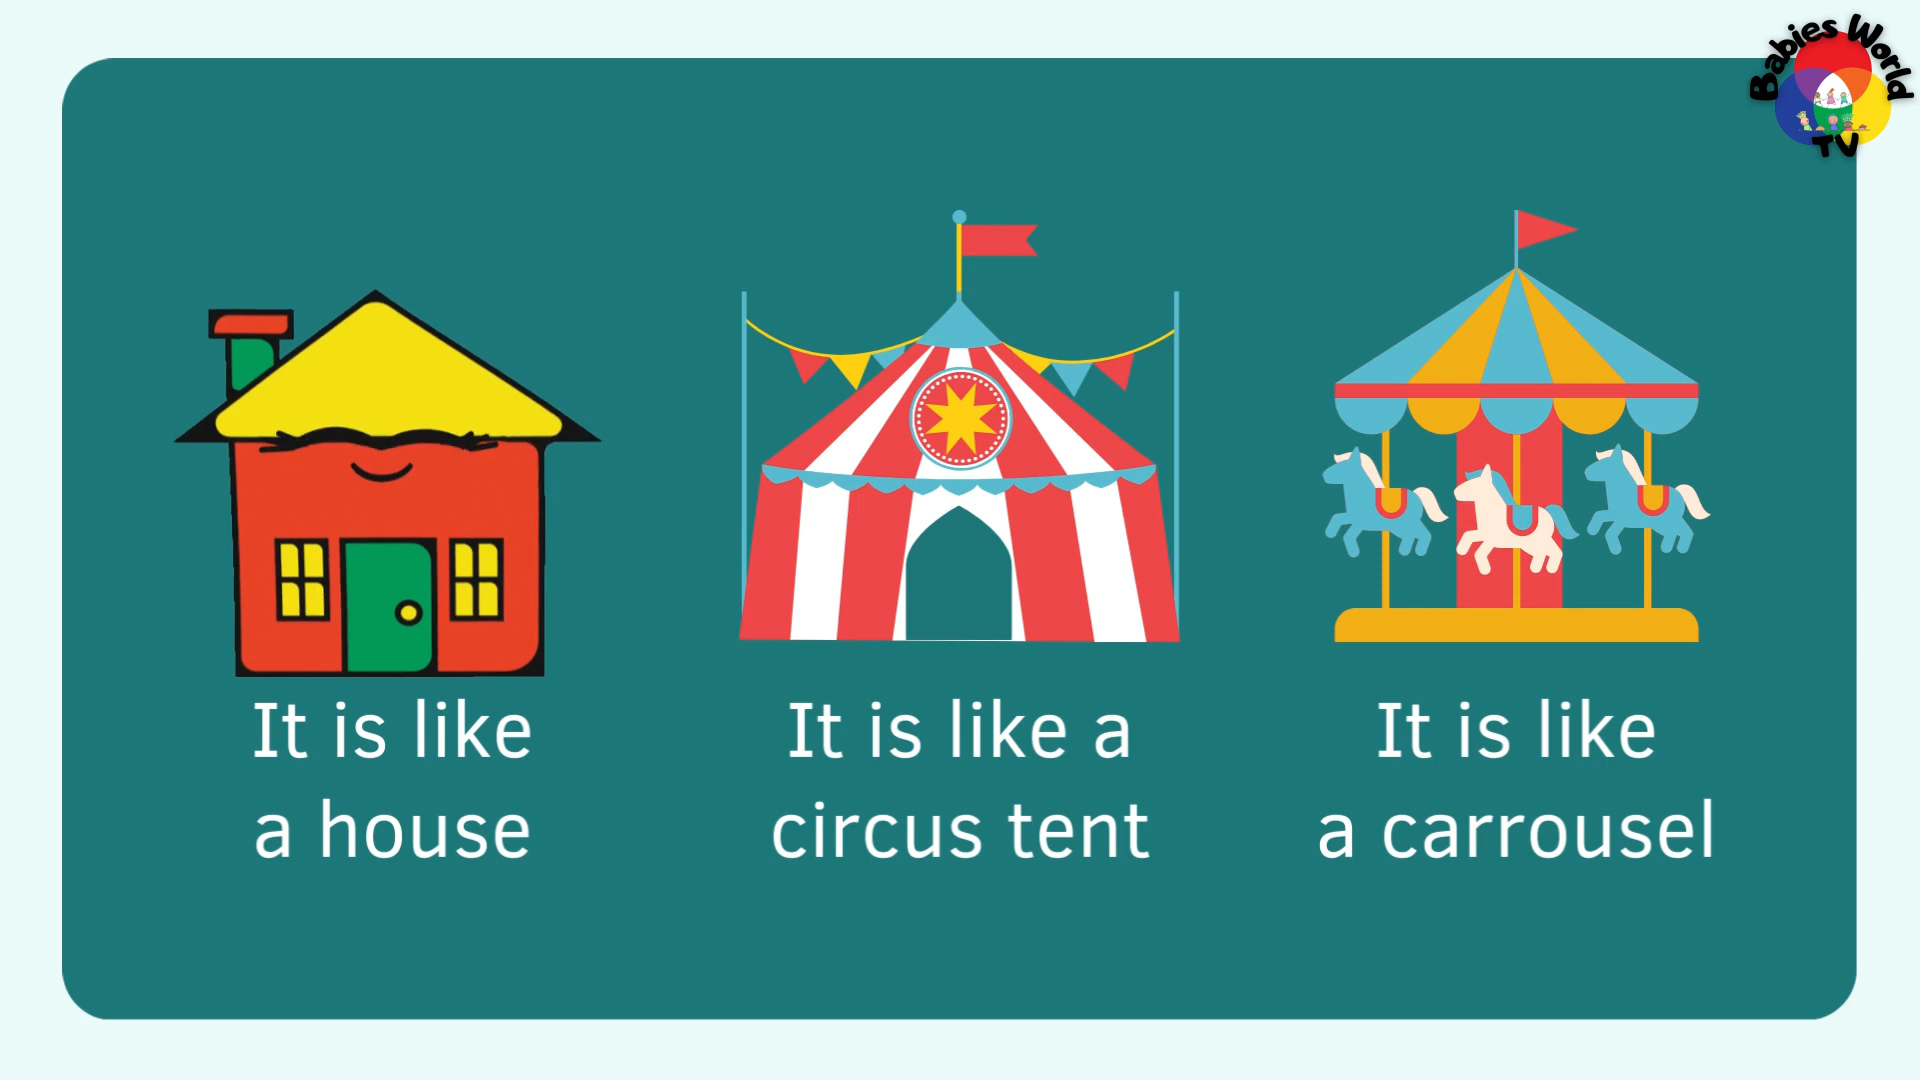 Babies World
TV
It is like
a house
It is like a
circus tent
It is like
a carrousel